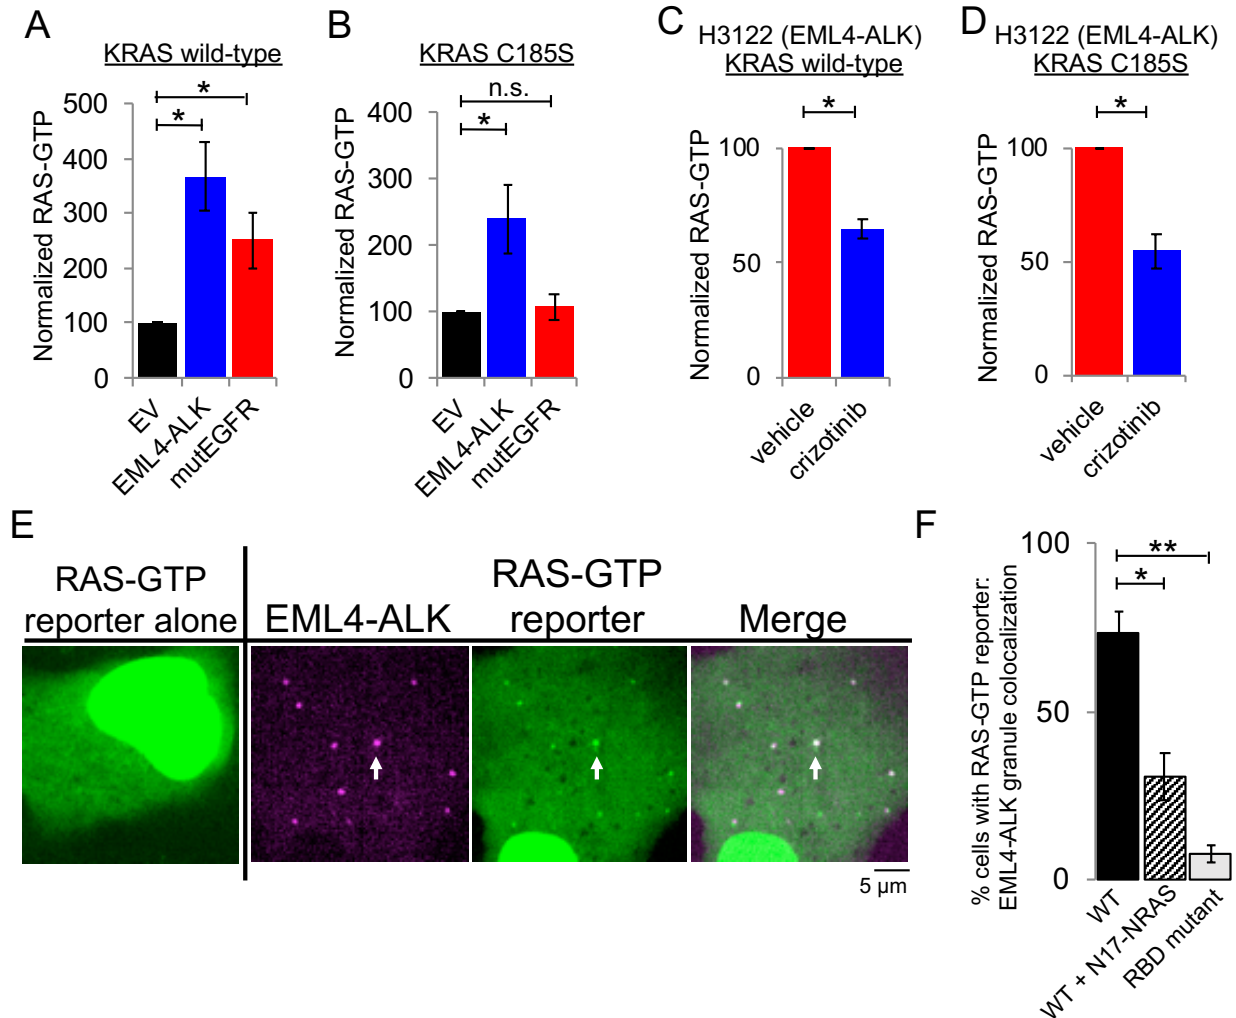 A
KRAS wild-type
Normalized RAS-GTP
500
400
300
200
100
0
*
*
EV
EML4-ALK
mutEGFR
B
KRAS C185S
Normalized RAS-GTP
400
300
200
100
0
n.s.
*
EV
EML4-ALK
mutEGFR
C
H3122 (EML4-ALK)
KRAS wild-type
Normalized RAS-GTP
100
50
0
*
vehicle
crizotinib
D
H3122 (EML4-ALK)
KRAS C185S
Normalized RAS-GTP
100
50
0
*
vehicle
crizotinib
E
RAS-GTP
reporter alone
EML4-ALK
RAS-GTP
reporter
Merge
5 μm
F
% cells with RAS-GTP reporter:
EML4-ALK granule colocalization
100
50
0
**
*
WT
WT + N17-NRAS
RBD mutant